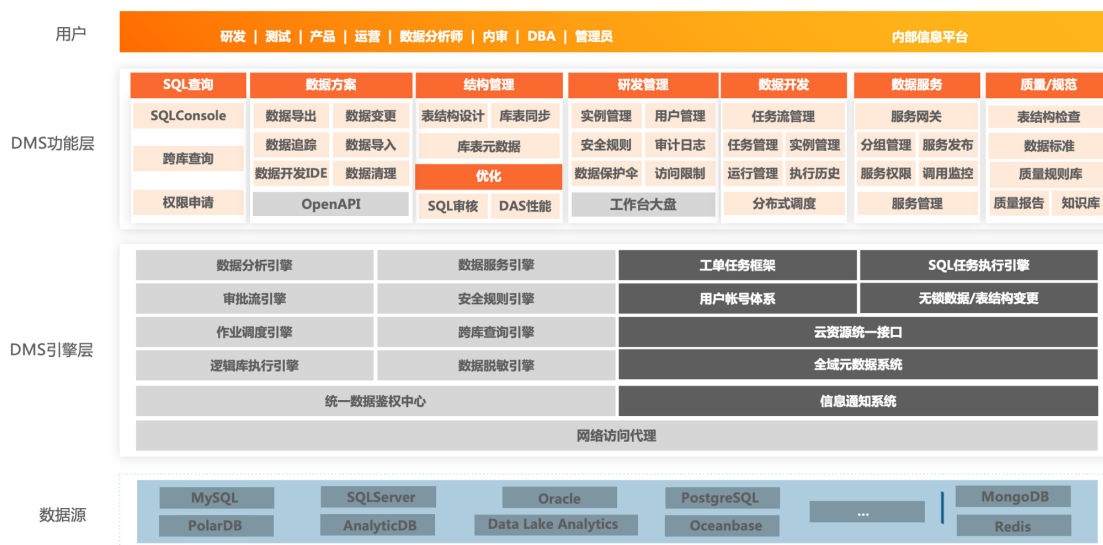 用户
研发 | 测试 | 产品 | 运营 | 数据分析师 | 内审 | DBA | 管理员
内部信息平台
DMS功能层
SQL查询
SQLConsole
跨库查询
权限申请
数据方案
数据导出 数据变更
数据追踪 数据导入
数据开发IDE 数据清理
OpenAPI
结构管理
表结构设计 库表同步
库表元数据
优化
SQL审核 DAS性能
研发管理
实例管理 用户管理
安全规则 审计日志
数据保护伞 访问限制
工作台大盘
数据开发
任务流管理
任务管理 实例管理
运行管理 执行历史
分布式调度
数据服务
服务网关
分组管理 服务发布
服务权限 调用监控
服务管理
质量/规范
表结构检查
数据标准
质量规则库
质量报告 知识库
DMS引擎层
数据分析引擎 数据服务引擎 工单任务框架 SQL任务执行引擎
审批流引擎 安全规则引擎 用户帐号体系 无锁数据/表结构变更
作业调度引擎 跨库查询引擎 云资源统一接口
逻辑库执行引擎 数据脱敏引擎 全域元数据系统
统一数据鉴权中心 信息通知系统
网络访问代理
数据源
MySQL SQLServer Oracle PostgreSQL ... MongoDB
PolarDB AnalyticDB Data Lake Analytics Oceanbase Redis